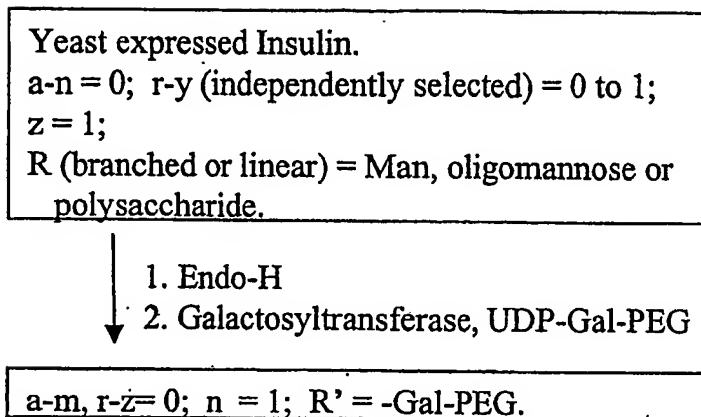 Yeast expressed Insulin.
a-n = 0; r-y (independently selected) = 0 to 1;
z = 1;
R (branched or linear) = Man, oligomannose or
polysaccharide.
1. Endo-H
2. Galactosyltransferase, UDP-Gal-PEG
a-m, r-z= 0; n = 1; R' = -Gal-PEG.